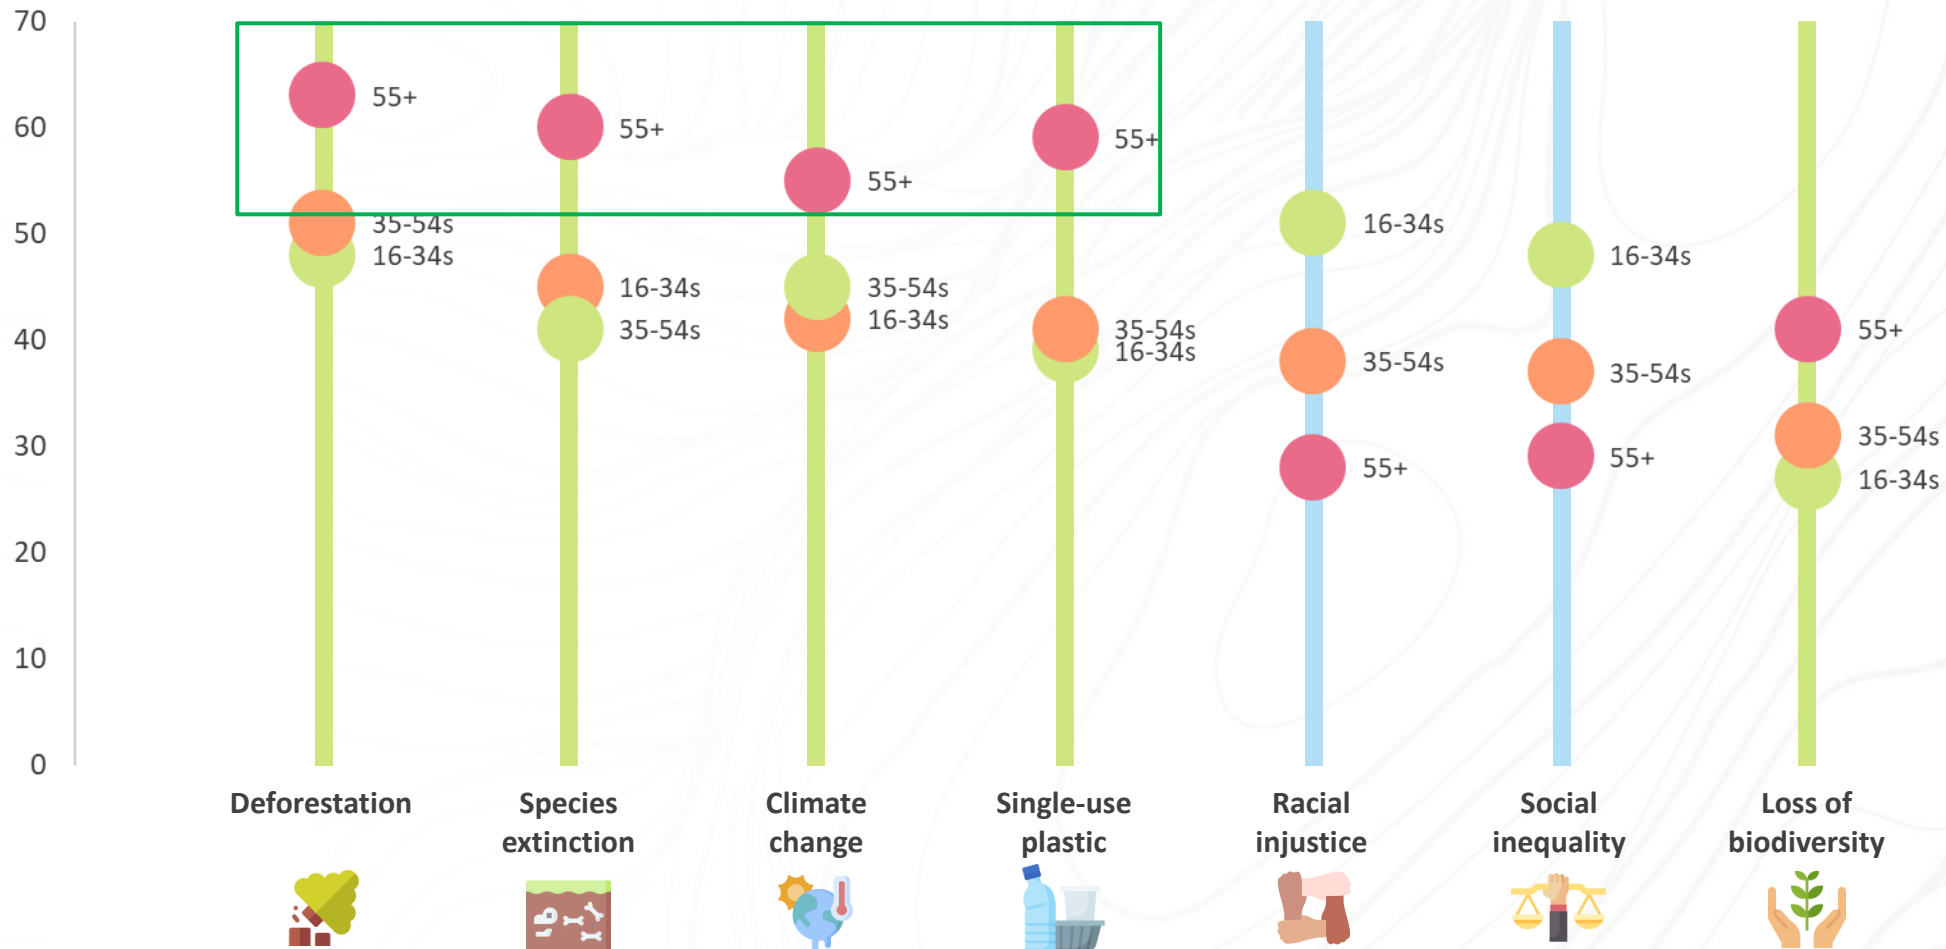 70
60
50
40
30
20
10
0
55+
35-54s
16-34s
55+
16-34s
35-54s
55+
35-54s
16-34s
55+
35-54s
16-34s
16-34s
35-54s
55+
16-34s
35-54s
55+
55+
35-54s
16-34s
Deforestation
Species
extinction
Climate
change
Single-use
plastic
Racial
injustice
Social
inequality
Loss of
biodiversity